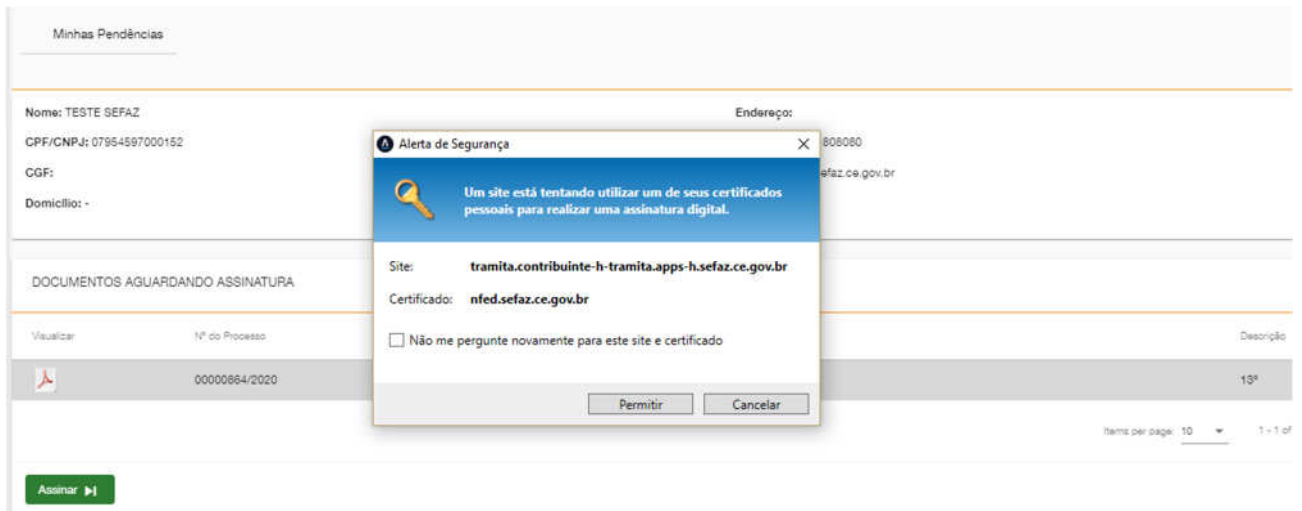 Minhas Pendências
Nome: TESTE SEFAZ
Endereço:
CPF/CNPJ: 07954597000152
808080
CGF:
efaz.ce.gov.br
Domicílio: -
Alerta de Segurança
Um site está tentando utilizar um de seus certificados
pessoais para realizar uma assinatura digital.
Site: tramita.contribuinte-h-tramita.apps-h.sefaz.ce.gov.br
Certificado: nfed.sefaz.ce.gov.br
Não me pergunte novamente para este site e certificado
Permitir Cancelar
DOCUMENTOS AGUARDANDO ASSINATURA
Visualizar Nº do Processo Descrição
00000864/2020 13º
Items per page: 10 1 - 1 of
Assinar